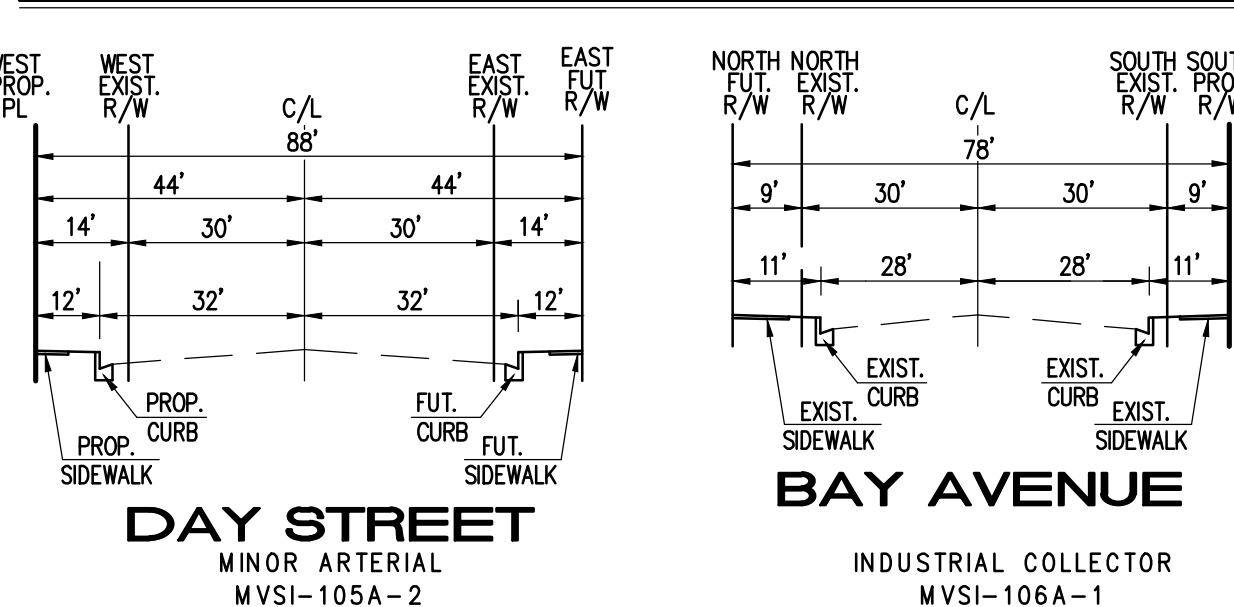 WEST
PROP.
PL
WEST
EXIST.
R/W
C/L
EAST
EXIST.
R/W
EAST
FUT
R/W
88'
44' 44'
14' 30' 30' 14'
12' 32' 32' 12'
PROP.
CURB
PROP.
SIDEWALK
FUT.
CURB
FUT.
SIDEWALK
DAY STREET
MINOR ARTERIAL
MVSI-105A-2
NORTH
FUT.
R/W
NORTH
EXIST.
R/W
C/L
SOUTH
EXIST.
R/W
SOUT
PRO
R/W
78'
9' 30' 30' 9'
11' 28' 28' 11'
EXIST.
CURB
EXIST.
SIDEWALK
EXIST.
CURB
EXIST.
SIDEWALK
BAY AVENUE
INDUSTRIAL COLLECTOR
MVSI-106A-1